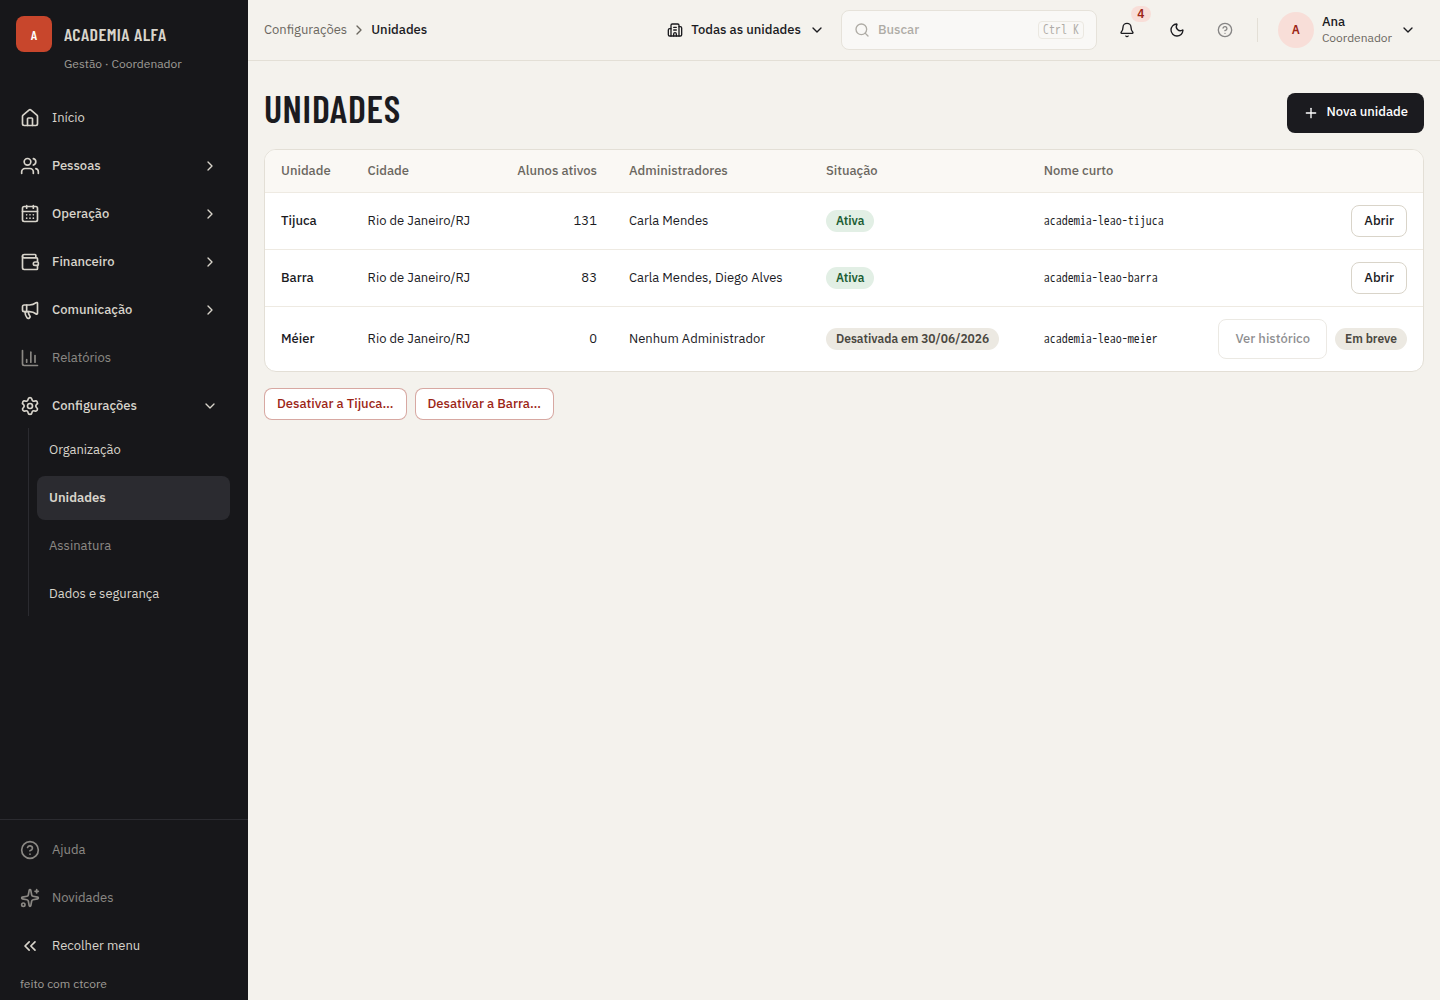 A
ACADEMIA ALFA
Gestão · Coordenador
Início
Pessoas
Operação
Financeiro
Comunicação
Relatórios
Configurações
Organização
Unidades
Assinatura
Dados e segurança
Ajuda
Novidades
Recolher menu
feito com ctcore
Configurações > Unidades
Todas as unidades
Buscar
Ctrl K
4
A
Ana
Coordenador
UNIDADES
Nova unidade
Unidade Cidade Alunos ativos Administradores Situação Nome curto
Tijuca Rio de Janeiro/RJ 131 Carla Mendes Ativa academia-leao-tijuca Abrir
Barra Rio de Janeiro/RJ 83 Carla Mendes, Diego Alves Ativa academia-leao-barra Abrir
Méier Rio de Janeiro/RJ 0 Nenhum Administrador Desativada em 30/06/2026 academia-leao-meier Ver histórico Em breve
Desativar a Tijuca... Desativar a Barra...